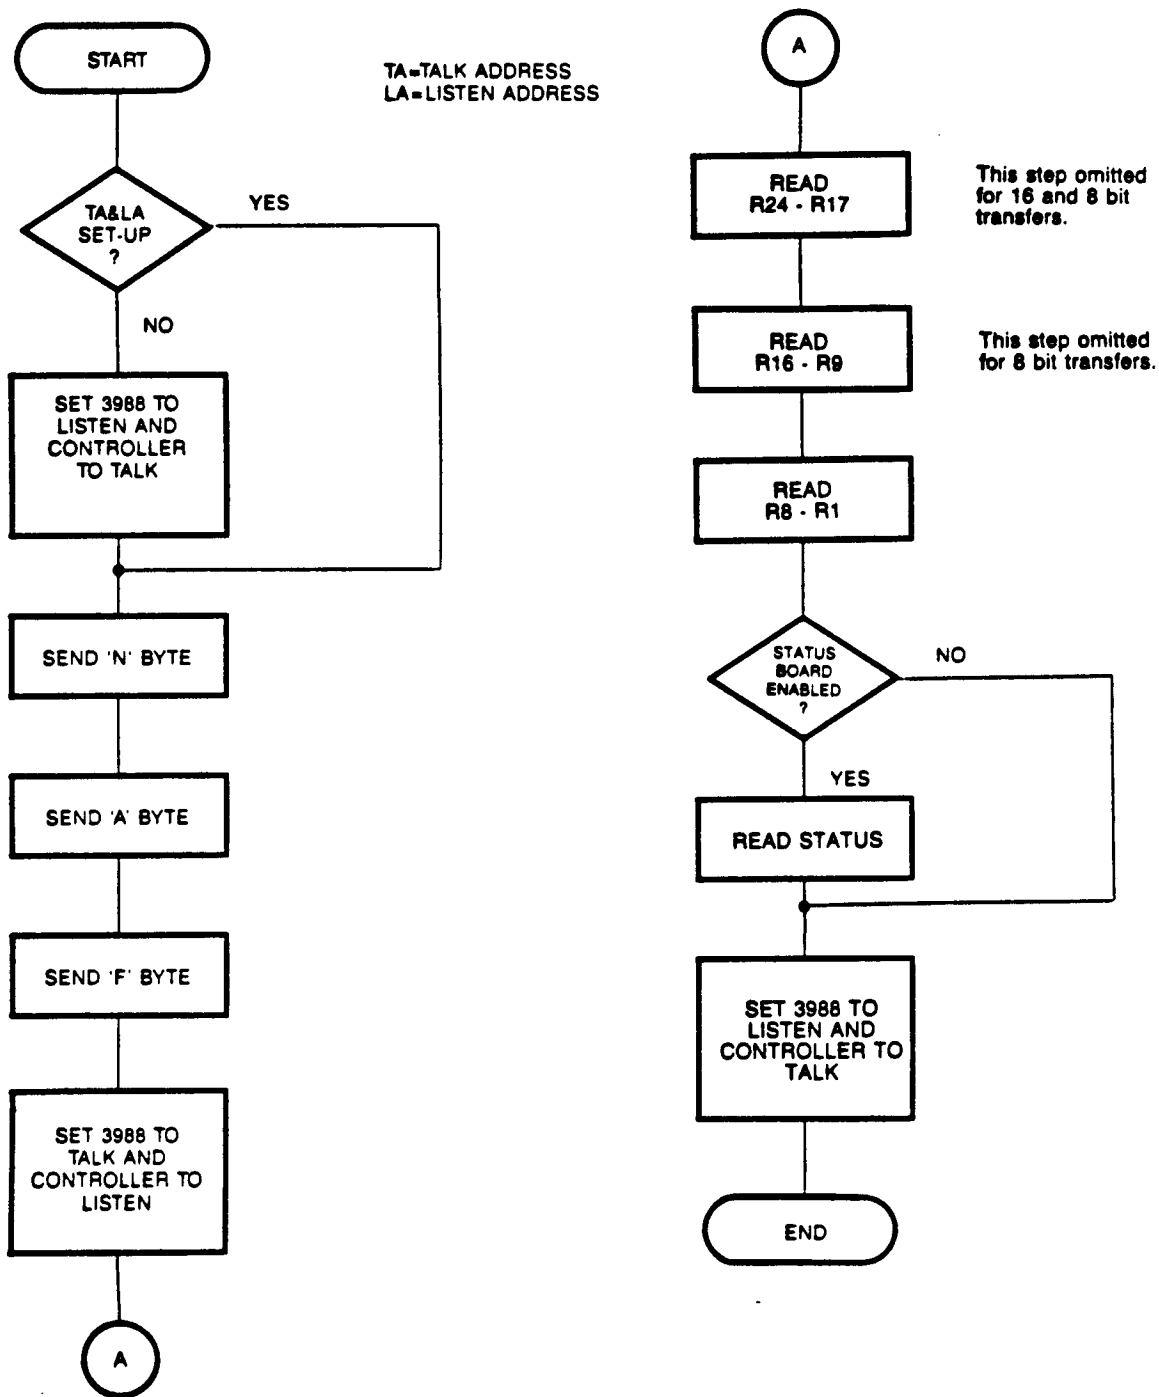 START
TA=TALK ADDRESS
LA=LISTEN ADDRESS
TA&LA
SET-UP
?
YES
NO
SET 3988 TO
LISTEN AND
CONTROLLER
TO TALK
SEND 'N' BYTE
SEND 'A' BYTE
SEND 'F' BYTE
SET 3988 TO
TALK AND
CONTROLLER TO
LISTEN
A
A
READ
R24 - R17
This step omitted
for 16 and 8 bit
transfers.
READ
R16 - R9
This step omitted
for 8 bit transfers.
READ
R8 - R1
STATUS
BOARD
ENABLED
?
NO
YES
READ STATUS
SET 3988 TO
LISTEN AND
CONTROLLER TO
TALK
END